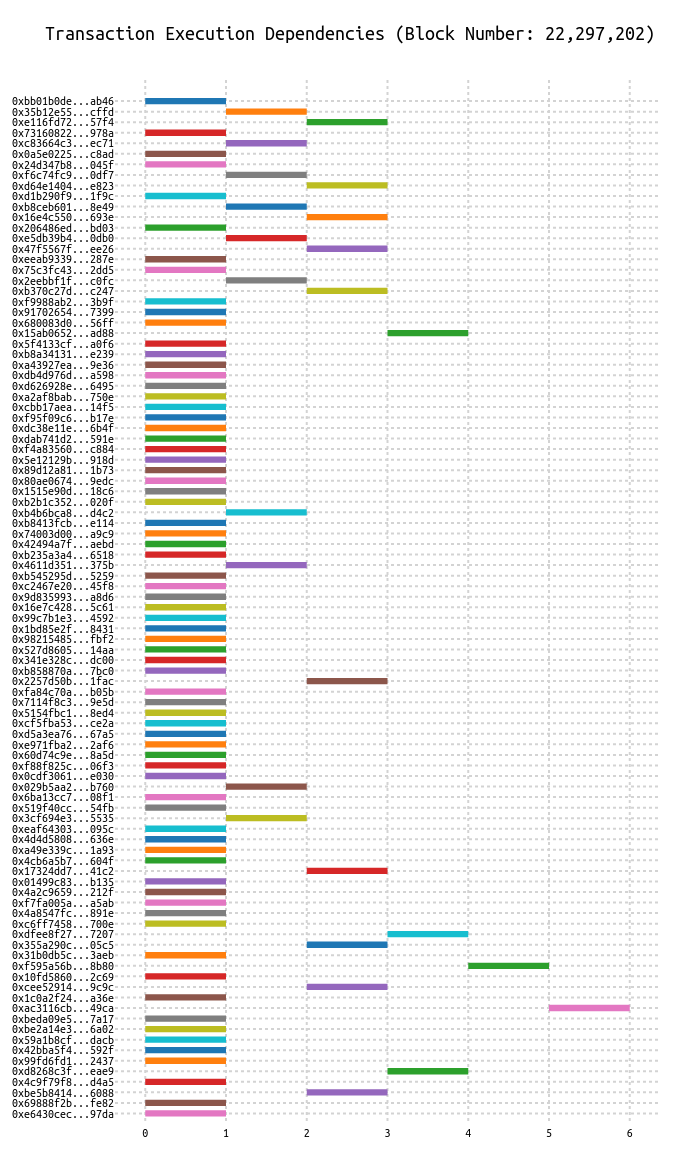 Transaction Execution Dependencies (Block Number: 22,297,202)
0xbb01b0de...ab46
0x35b12e55...cffd
0xe116fd72...57f4
0x73160822...978a
0xc83664c3...ec71
0x0a5e0225...c8ad
0x24d347b8...045f
0xf6c74fc9...0df7
0xd64e1404...e823
0xd1b290f9...1f9c
0xb8ceb601...8e49
0x16e4c550...693e
0x206486ed...bd03
0xe5db39b4...0db0
0x47f5567f...ee26
0xeeab9339...287e
0x75c3fc43...2dd5
0x2eebbf1f...c0fc
0xb370c27d...c247
0xf9988ab2...3b9f
0x91702654...7399
0x680083d0...56ff
0x15ab0652...ad88
0x5f4133cf...a0f6
0xb8a34131...e239
0xa43927ea...9e36
0xdb4d976d...a598
0xd626928e...6495
0xa2af8bab...750e
0xcbb17aea...14f5
0xf95f09c6...b17e
0xdc38e11e...6b4f
0xdab741d2...591e
0xf4a83560...c884
0x5e12129b...918d
0x89d12a81...1b73
0x80ae0674...9edc
0x1515e90d...18c6
0xb2b1c352...020f
0xb4b6bca8...d4c2
0xb8413fcb...e114
0x74003d00...a9c9
0x42494a7f...aebd
0xb235a3a4...6518
0x4611d351...375b
0xb545295d...5259
0xc2467e20...45f8
0x9d835993...a8d6
0x16e7c428...5c61
0x99c7b1e3...4592
0x1bd85e2f...8431
0x98215485...fbf2
0x527d8605...14aa
0x341e328c...dc00
0xb858870a...7bc0
0x2257d50b...1fac
0xfa84c70a...b05b
0x7114f8c3...9e5d
0x5154fbc1...8ed4
0xcf5fba53...ce2a
0xd5a3ea76...67a5
0xe971fba2...2af6
0x60d74c9e...8a5d
0xf88f825c...06f3
0x0cdf3061...e030
0x029b5aa2...b760
0x6ba13cc7...08f1
0x519f40cc...54fb
0x3cf694e3...5535
0xeaf64303...095c
0x4d4d5808...636e
0xa49e339c...1a93
0x4cb6a5b7...604f
0x17324dd7...41c2
0x01499c83...b135
0x4a2c9659...212f
0xf7fa005a...a5ab
0x4a8547fc...891e
0xc6ff7458...700e
0xdfee8f27...7207
0x355a290c...05c5
0x31b0db5c...3aeb
0xf595a56b...8b80
0x10fd5860...2c69
0xcee52914...9c9c
0x1c0a2f24...a36e
0xac3116cb...49ca
0xbeda09e5...7a17
0xbe2a14e3...6a02
0x59a1b8cf...dacb
0x42bba5f4...592f
0x99fd6fd1...2437
0xd8268c3f...eae9
0x4c9f79f8...d4a5
0xbe5b8414...6088
0x69888f2b...fe82
0xe6430cec...97da
0 1 2 3 4 5 6